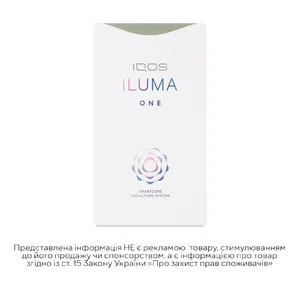 IQOS
ILUMA
ONE
SMARTCORE
INDUCTION SYSTEM
Представлена інформація НЕ є рекламою товару, стимулюванням
до його продажу чи спонсорством, а є інформацією про товар
згідно із ст. 15 Закону України «Про захист прав споживачів»